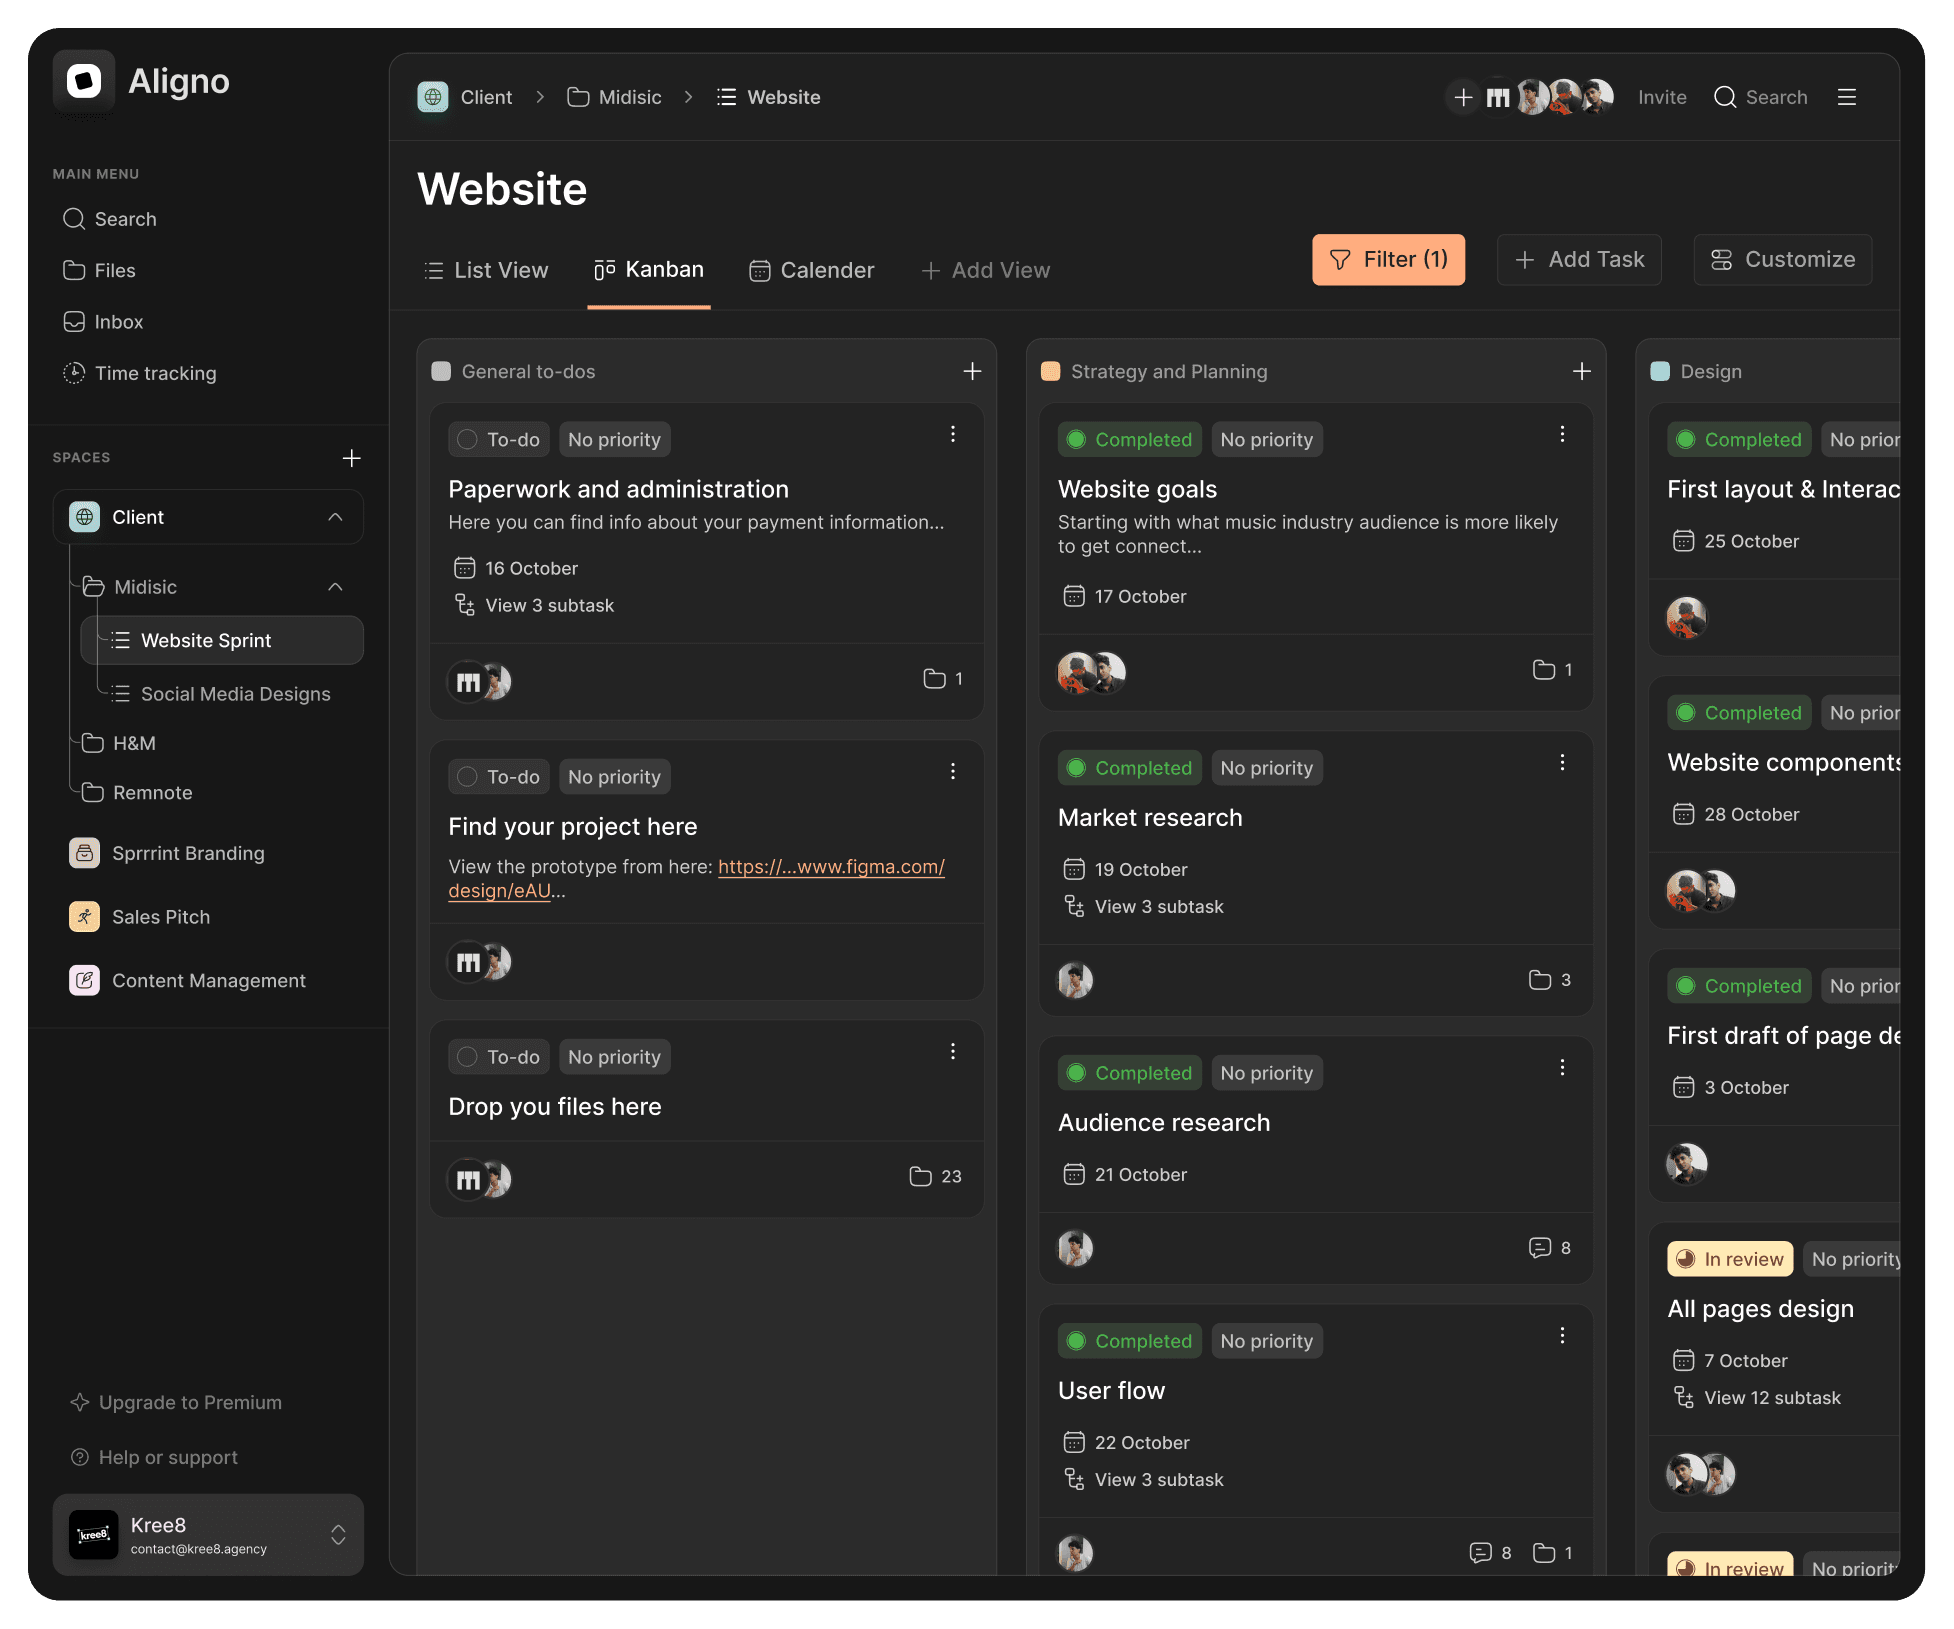 Aligno
MAIN MENU
Search
Files
Inbox
Time tracking
SPACES
Client
Midisic
Website Sprint
Social Media Designs
H&M
Remnote
Sprrrint Branding
Sales Pitch
Content Management
Upgrade to Premium
Help or support
kree8
Kree8
contact@kree8.agency
Client
Midisic
Website
Invite
Search
Website
List View
Kanban
Calender
Add View
Filter (1)
Add Task
Customize
General to-dos
To-do No priority
Paperwork and administration
Here you can find info about your payment information...
16 October
View 3 subtask
1
To-do No priority
Find your project here
View the prototype from here: https://...www.figma.com/
design/eAU...
To-do No priority
Drop you files here
23
Strategy and Planning
Completed No priority
Website goals
Starting with what music industry audience is more likely
to get connect...
17 October
1
Completed No priority
Market research
19 October
View 3 subtask
3
Completed No priority
Audience research
21 October
8
Completed No priority
User flow
22 October
View 3 subtask
8 1
Design
Completed No prior
First layout & Interac
25 October
Completed No prior
Website components
28 October
Completed No prior
First draft of page de
3 October
In review No priority
All pages design
7 October
View 12 subtask
In review No priorit